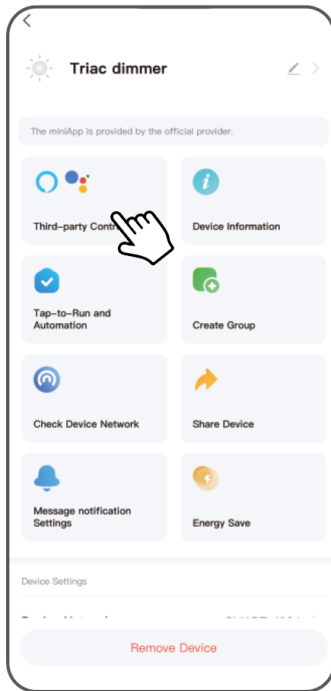 Triac dimmer
The miniApp is provided by the official provider.
Third-party
Device Information
Tap-to-Run and
Automation
Create Group
Check Device Network
Share Device
Message notification
Settings
Energy Save
Device Settings
Remove Device